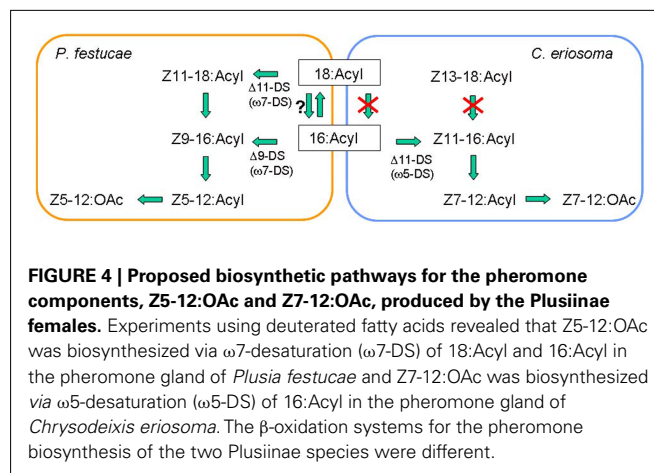 P. festucae
C. eriosoma
Z11-18:Acyl
Δ11-DS
(ω7-DS)
18:Acyl
Z13-18:Acyl
?
Z9-16:Acyl
Δ9-DS
(ω7-DS)
16:Acyl
Δ11-DS
(ω5-DS)
Z11-16:Acyl
Z5-12:OAc
Z5-12:Acyl
Z7-12:Acyl
Z7-12:OAc
FIGURE 4 | Proposed biosynthetic pathways for the pheromone
components, Z5-12:OAc and Z7-12:OAc, produced by the Plusiinae
females. Experiments using deuterated fatty acids revealed that Z5-12:OAc
was biosynthesized via ω7-desaturation (ω7-DS) of 18:Acyl and 16:Acyl in
the pheromone gland of Plusia festucae and Z7-12:OAc was biosynthesized
via ω5-desaturation (ω5-DS) of 16:Acyl in the pheromone gland of
Chrysodeixis eriosoma. The β-oxidation systems for the pheromone
biosynthesis of the two Plusiinae species were different.